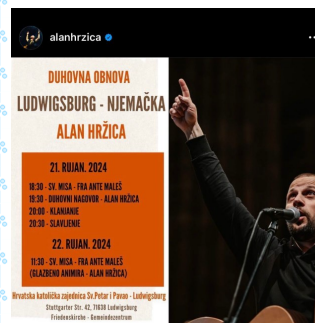 alanhrzica
DUHOVNA OBNOVA
LUDWIGSBURG - NJEMAČKA
ALAN HRŽICA
21. RUJAN. 2024
18:30 - SV. MISA - FRA ANTE MALEŠ
19:30 - DUHOVNI NAGOVOR - ALAN HRŽICA
20:00 - KLANJANJE
20:30 - SLAVLJENJE
22. RUJAN. 2024
11:30 - SV. MISA - FRA ANTE MALEŠ
(GLAZBENO ANIMIRA - ALAN HRŽICA)
Hrvatska katolička zajednica Sv.Petar i Pavao - Ludwigsburg
Stuttgarter Str. 42, 71638 Ludwigsburg
Friedenskirche - Gemeindezentrum